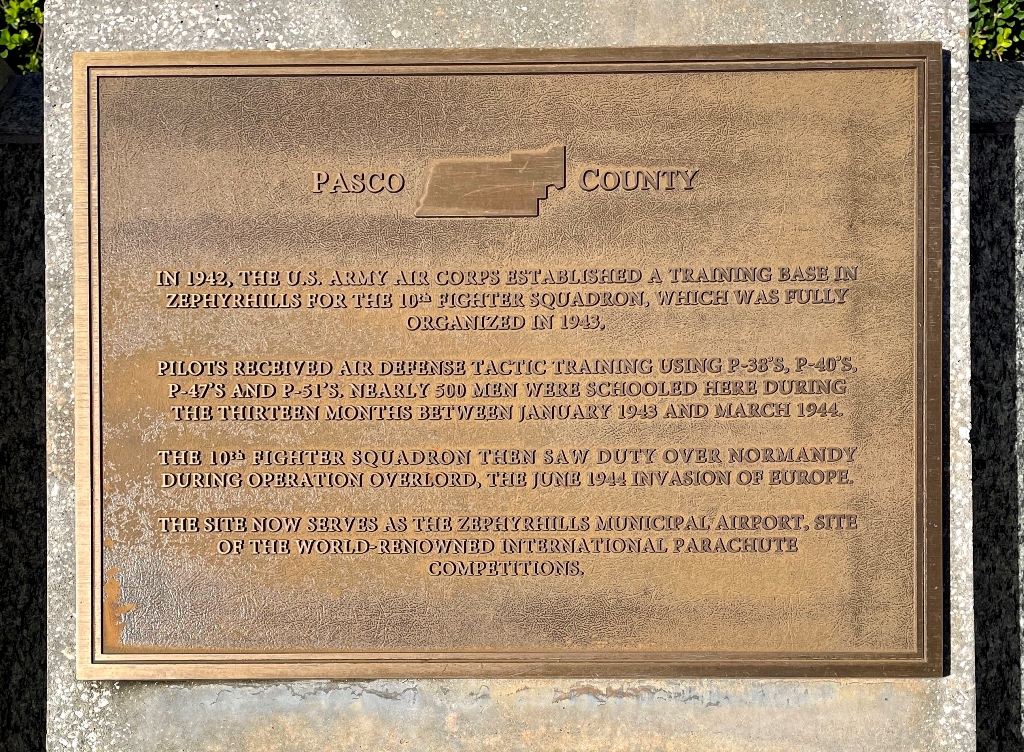 PASCO COUNTY
IN 1942, THE U.S. ARMY AIR CORPS ESTABLISHED A TRAINING BASE IN
ZEPHYRHILLS FOR THE 10th FIGHTER SQUADRON, WHICH WAS FULLY
ORGANIZED IN 1943.
PILOTS RECEIVED AIR DEFENSE TACTIC TRAINING USING P-38'S, P-40'S,
P-47'S AND P-51'S. NEARLY 500 MEN WERE SCHOOLED HERE DURING
THE THIRTEEN MONTHS BETWEEN JANUARY 1943 AND MARCH 1944.
THE 10th FIGHTER SQUADRON THEN SAW DUTY OVER NORMANDY
DURING OPERATION OVERLORD, THE JUNE 1944 INVASION OF EUROPE.
THE SITE NOW SERVES AS THE ZEPHYRHILLS MUNICIPAL AIRPORT, SITE
OF THE WORLD-RENOWNED INTERNATIONAL PARACHUTE
COMPETITIONS.